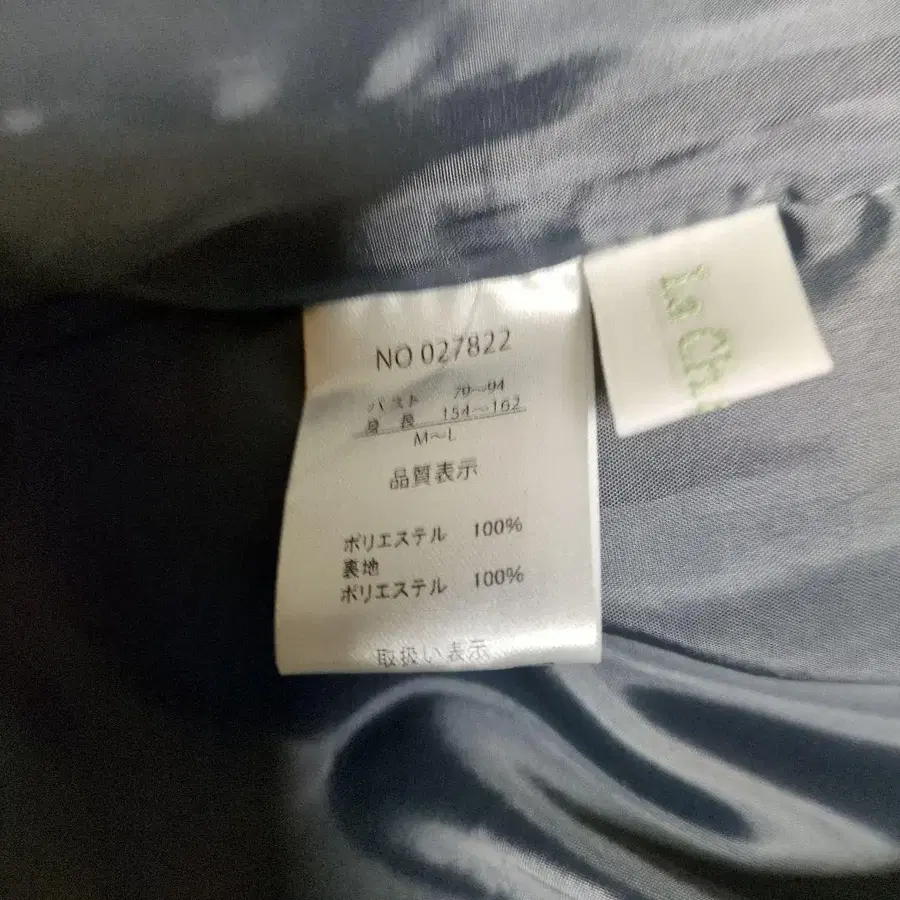 NO 027822
バスト 79~94
身長 154~162
M~L
品質表示
ポリエステル 100%
裏地
ポリエステル 100%
取扱い表示
La